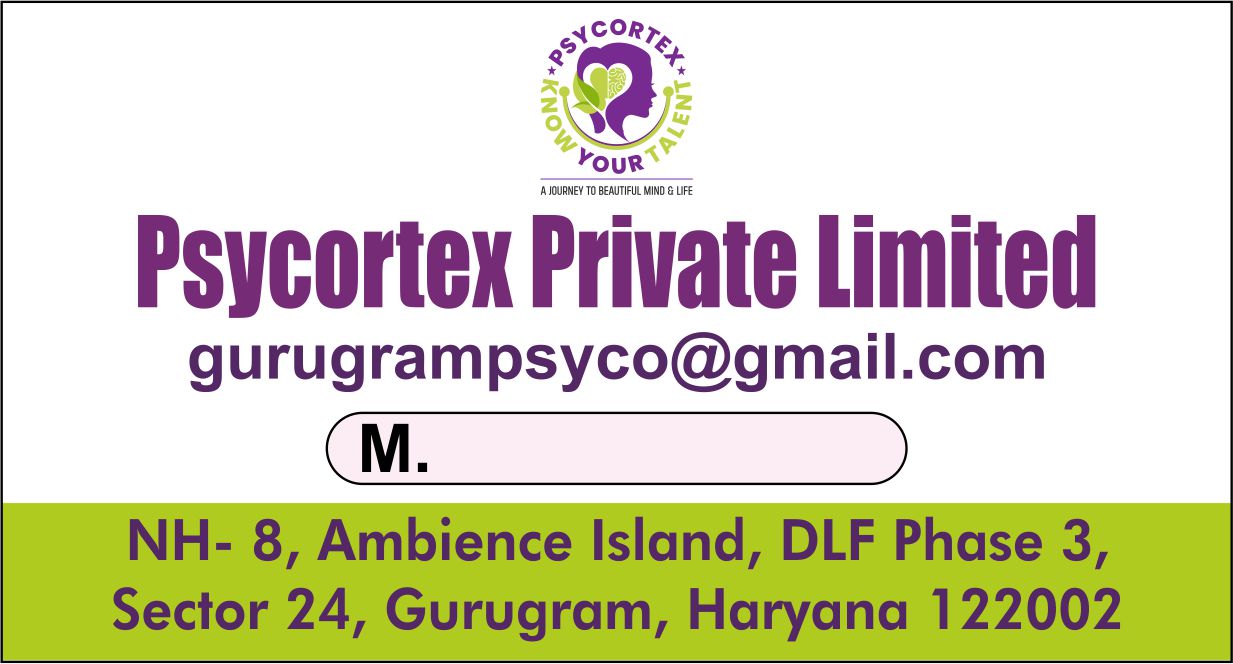 PSYCORTEX
KNOW YOUR TALENT
A JOURNEY TO BEAUTIFUL MIND & LIFE
Psycortex Private Limited
gurugrampsyco@gmail.com
M.
NH- 8, Ambience Island, DLF Phase 3,
Sector 24, Gurugram, Haryana 122002